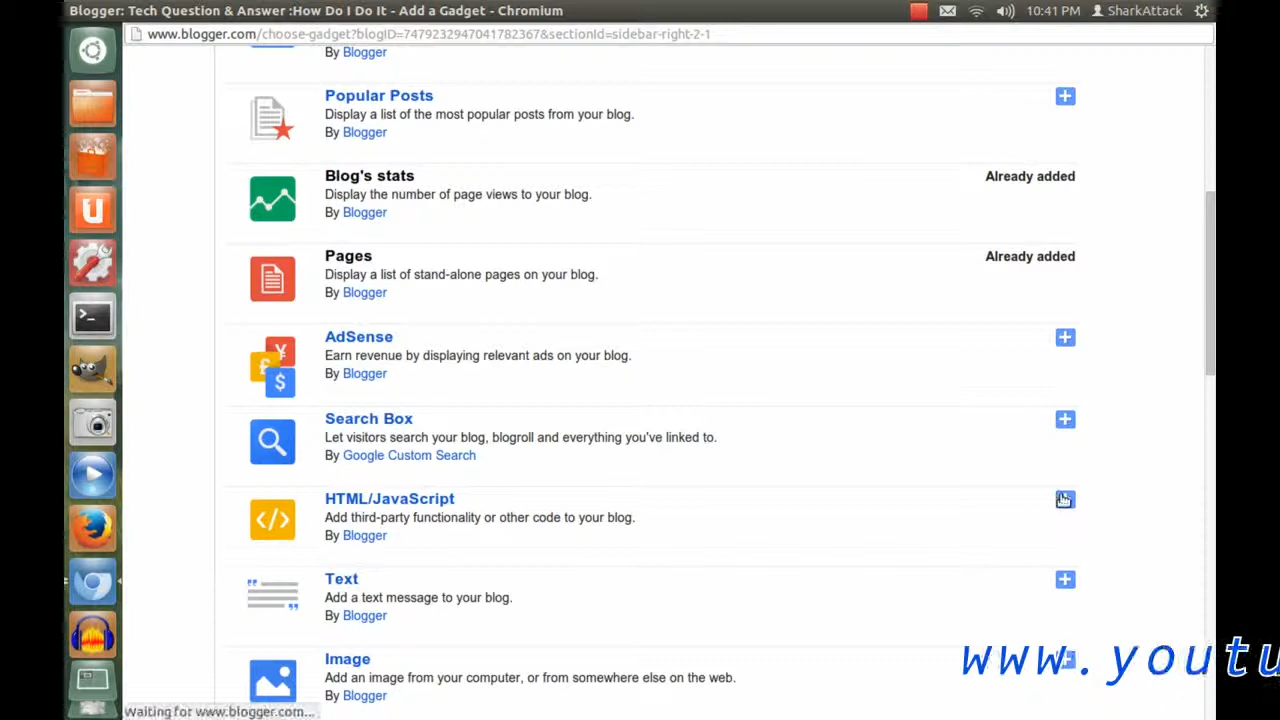 Blogger: Tech Question & Answer :How Do I Do It - Add a Gadget - Chromium
10:41 PM
SharkAttack
www.blogger.com/choose-gadget?blogID=7479232947041782367&sectionId=sidebar-right-2-1
By Blogger
Popular Posts
Display a list of the most popular posts from your blog.
By Blogger
Blog's stats
Already added
Display the number of page views to your blog.
By Blogger
Pages
Already added
Display a list of stand-alone pages on your blog.
By Blogger
AdSense
Earn revenue by displaying relevant ads on your blog.
By Blogger
Search Box
Let visitors search your blog, blogroll and everything you've linked to.
By Google Custom Search
HTML/JavaScript
Add third-party functionality or other code to your blog.
By Blogger
Text
Add a text message to your blog.
By Blogger
Image
Add an image from your computer, or from somewhere else on the web.
By Blogger
www.youtu
Waiting for www.blogger.com...